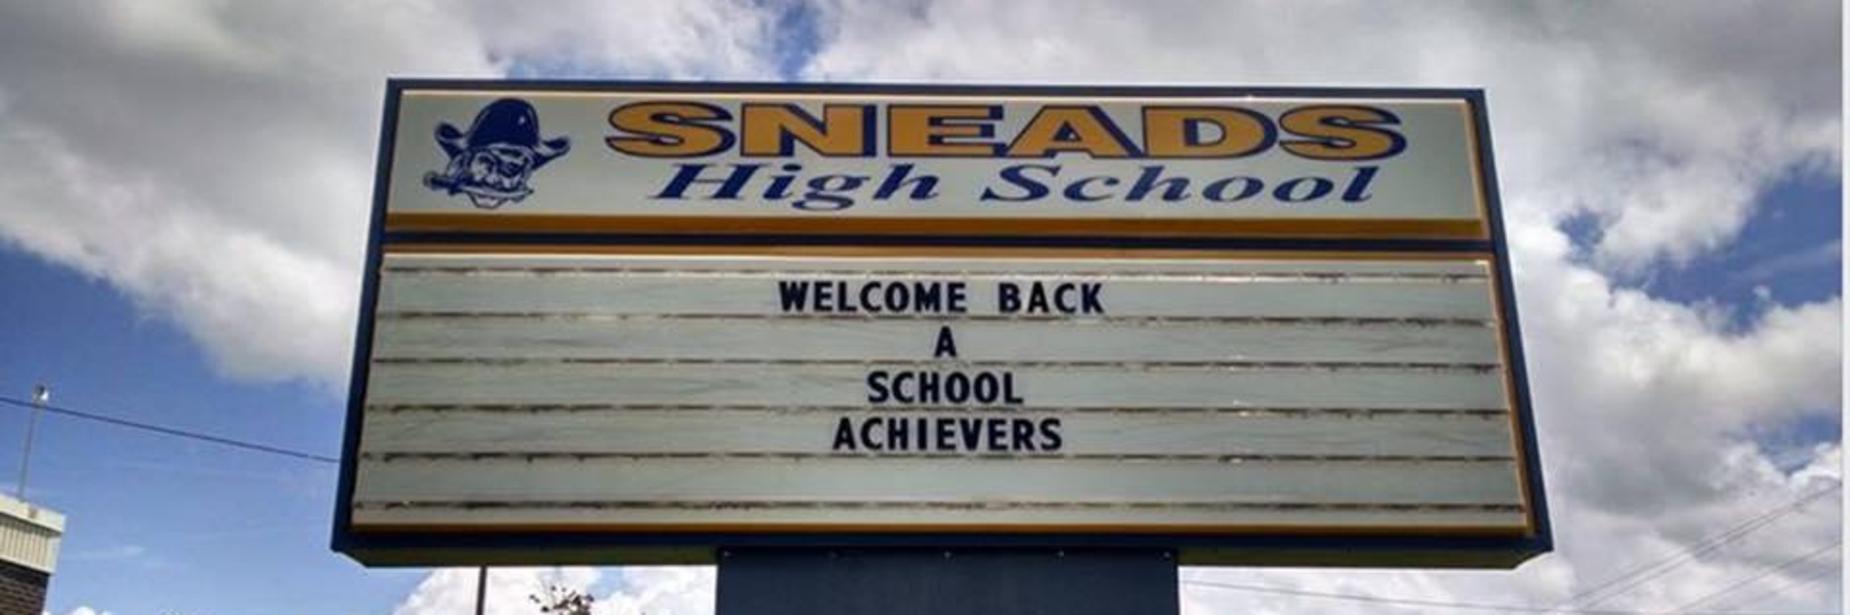 SNEADS
High School
WELCOME BACK
A
SCHOOL
ACHIEVERS